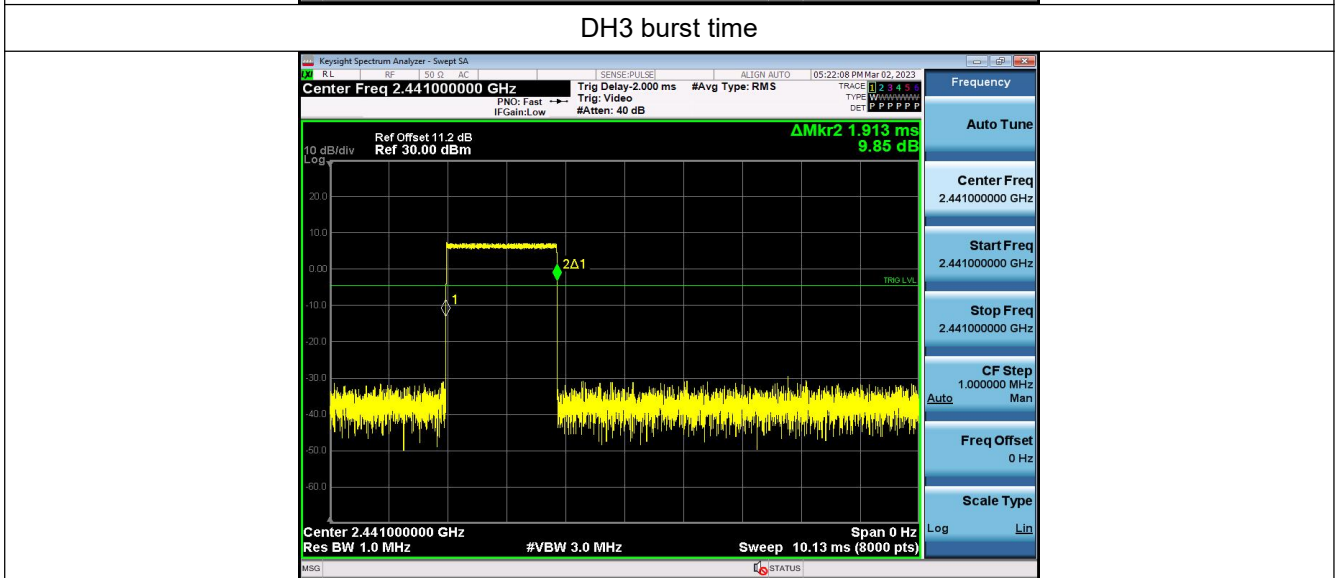 DH3 burst time
Keysight Spectrum Analyzer - Swept SA
LXI RL RF 50 Ω AC SENSE:PULSE ALIGN AUTO 05:22:08 PM Mar 02, 2023
Center Freq 2.441000000 GHz
PNO: Fast
IFGain:Low
Trig Delay-2.000 ms
Trig: Video
#Atten: 40 dB
#Avg Type: RMS
TRACE 1 2 3 4 5 6
TYPE WWWWWW
DET P P P P P P
Ref Offset 11.2 dB
10 dB/div Ref 30.00 dBm
Log
ΔMkr2 1.913 ms
9.85 dB
20.0
10.0
0.00
-10.0
-20.0
-30.0
-40.0
-50.0
-60.0
1
2Δ1
TRIG LVL
Center 2.441000000 GHz Span 0 Hz
Res BW 1.0 MHz #VBW 3.0 MHz Sweep 10.13 ms (8000 pts)
MSG STATUS
Frequency
Auto Tune
Center Freq
2.441000000 GHz
Start Freq
2.441000000 GHz
Stop Freq
2.441000000 GHz
CF Step
1.000000 MHz
Auto Man
Freq Offset
0 Hz
Scale Type
Log Lin